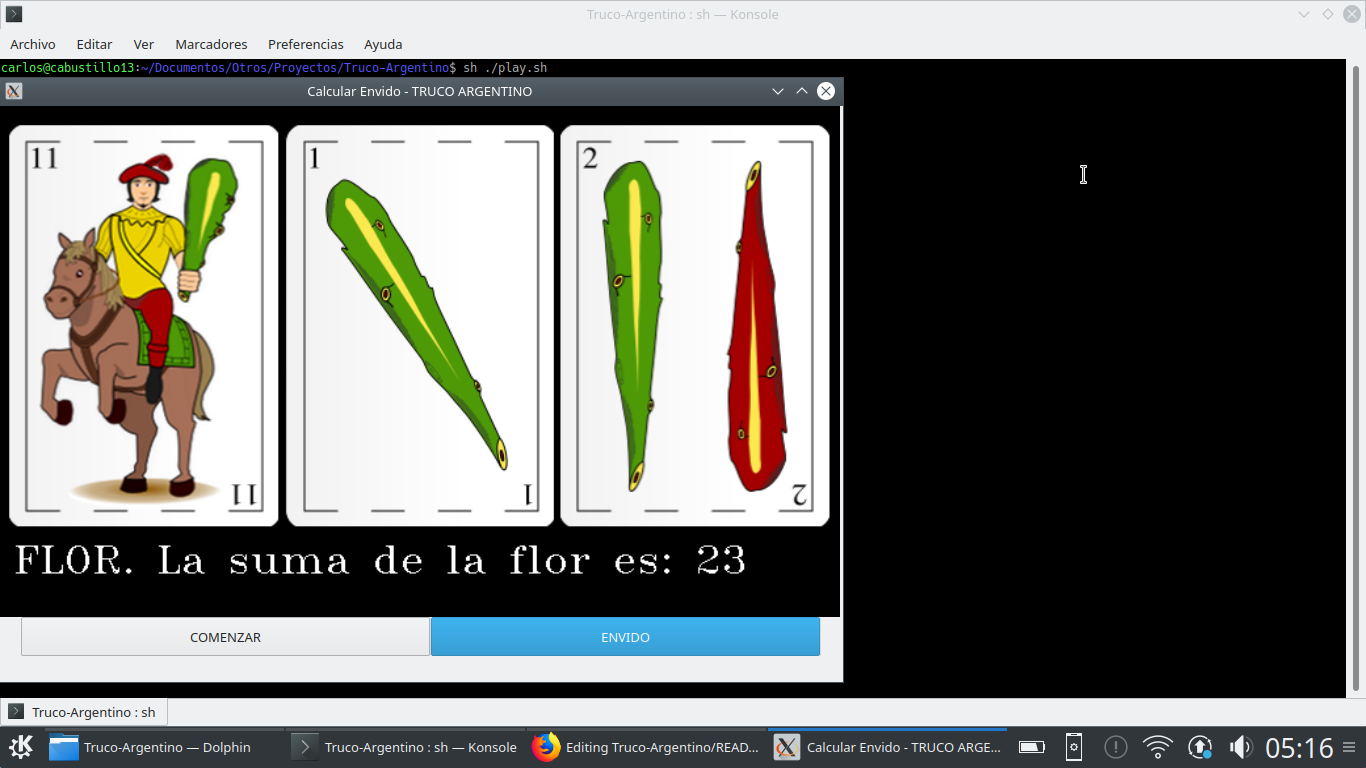 Truco-Argentino : sh — Konsole
Archivo Editar Ver Marcadores Preferencias Ayuda
carlos@cabustillo13:~/Documentos/Otros/Proyectos/Truco-Argentino$ sh ./play.sh
Calcular Envido - TRUCO ARGENTINO
11 1 2
11 1 2
FLOR. La suma de la flor es: 23
COMENZAR ENVIDO
Truco-Argentino : sh
Truco-Argentino — Dolphin Truco-Argentino : sh — Konsole Editing Truco-Argentino/READ... Calcular Envido - TRUCO ARGE... 05:16